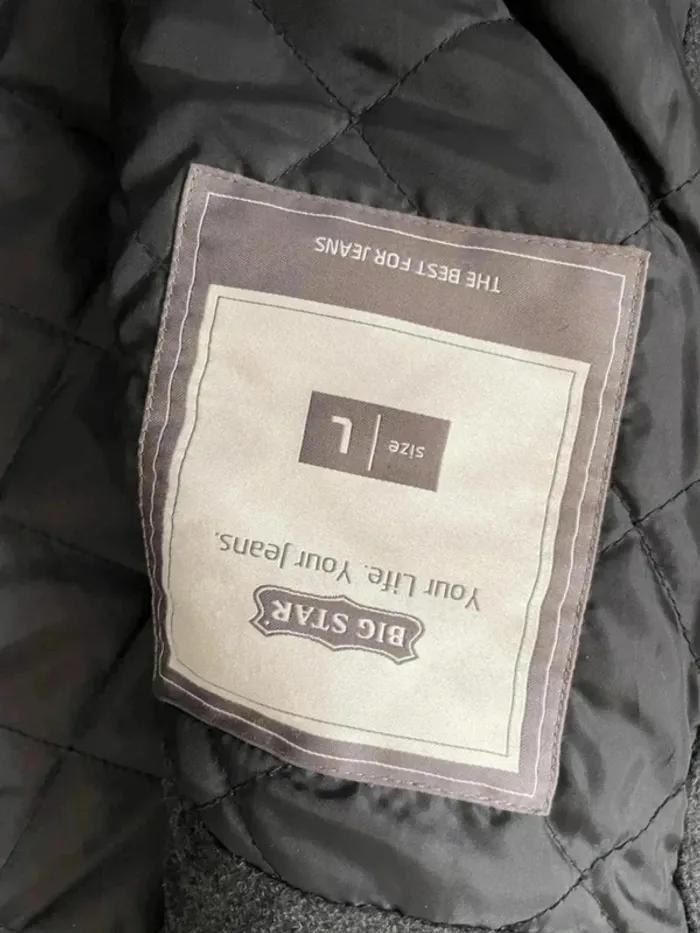 BIG STAR
Your Life. Your Jeans.
size | L
THE BEST FOR JEANS